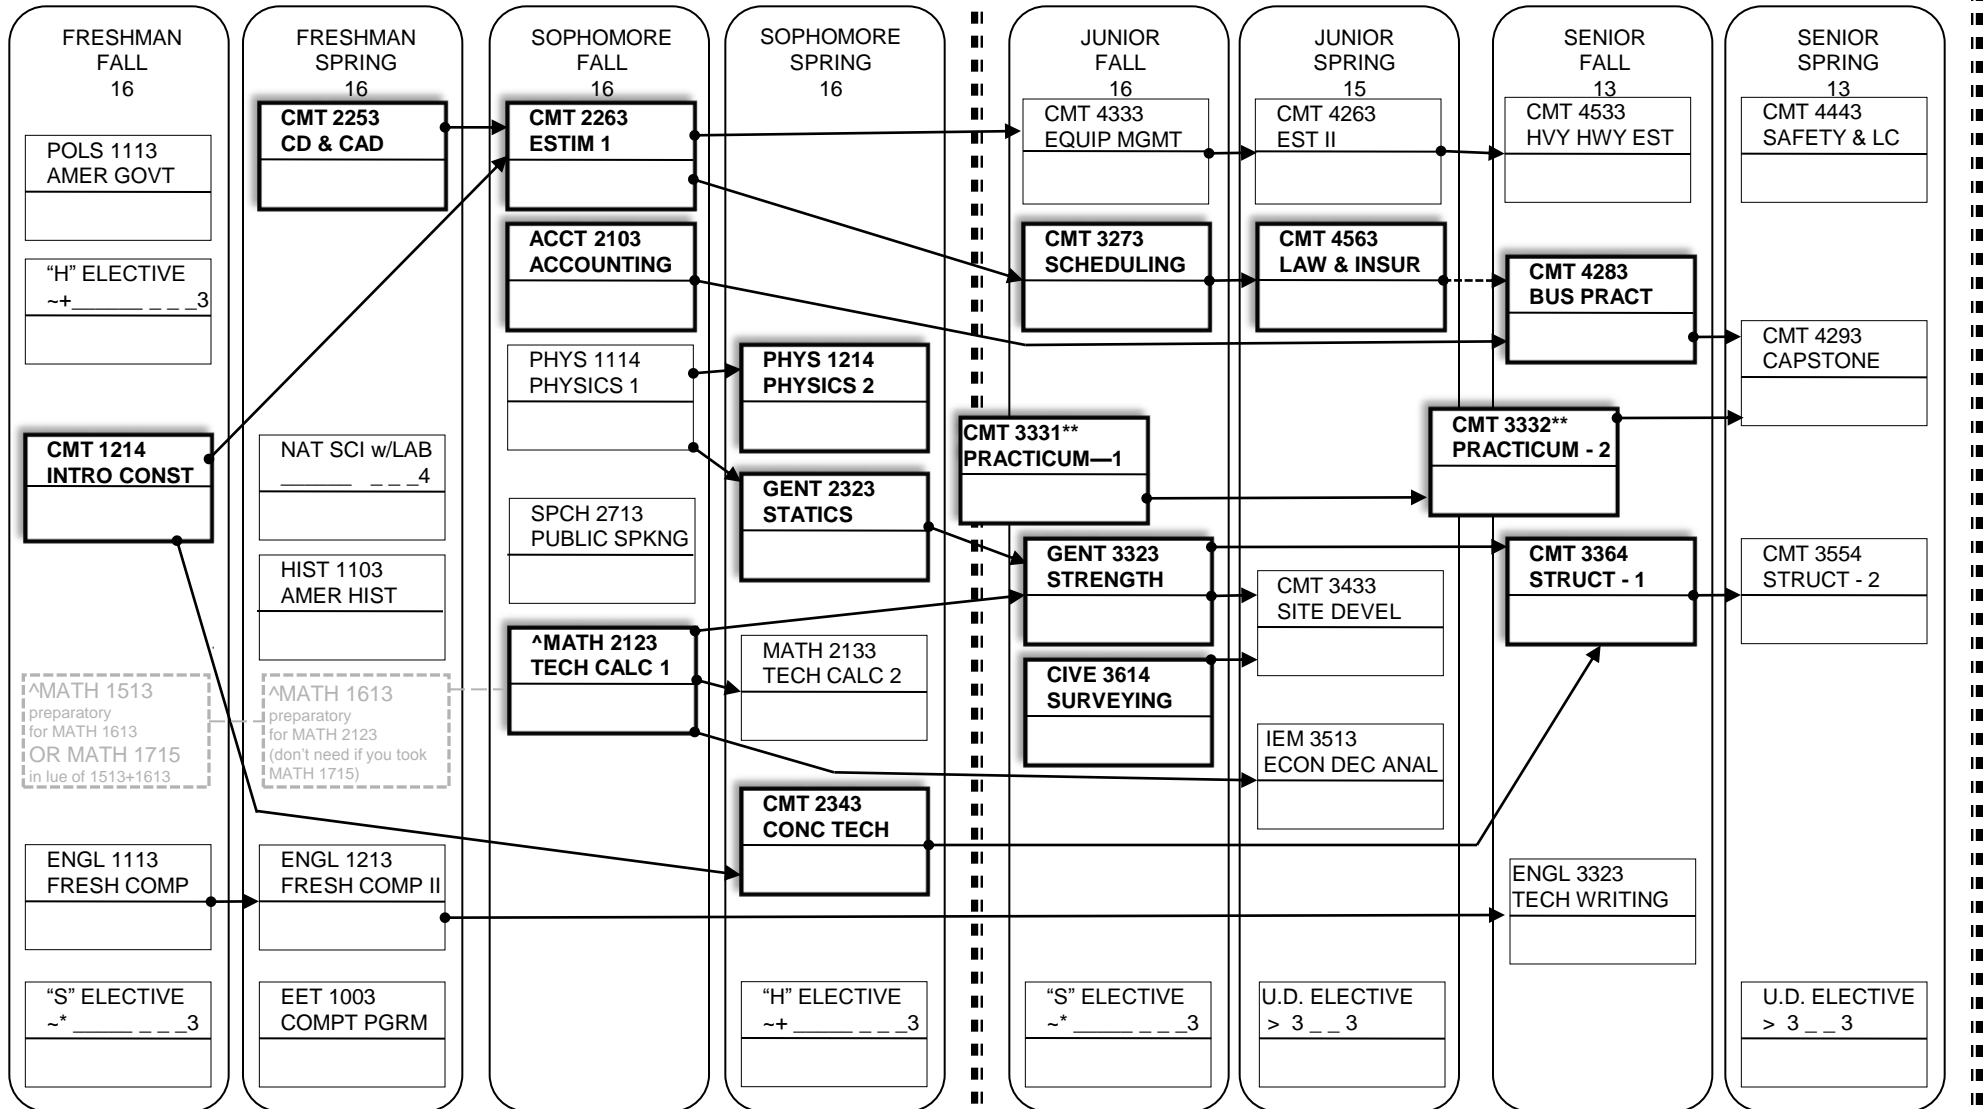 FRESHMAN
FALL
16
POLS 1113
AMER GOVT
“H” ELECTIVE
~+______ _ _ _3
CMT 1214
INTRO CONST
^MATH 1513
preparatory
for MATH 1613
OR MATH 1715
in lue of 1513+1613
ENGL 1113
FRESH COMP
“S” ELECTIVE
~* _____ _ _ _3
FRESHMAN
SPRING
16
CMT 2253
CD & CAD
NAT SCI w/LAB
______ _ _ _4
HIST 1103
AMER HIST
^MATH 1613
preparatory
for MATH 2123
(don't need if you took
MATH 1715)
ENGL 1213
FRESH COMP II
EET 1003
COMPT PGRM
SOPHOMORE
FALL
16
CMT 2263
ESTIM 1
ACCT 2103
ACCOUNTING
PHYS 1114
PHYSICS 1
SPCH 2713
PUBLIC SPKNG
^MATH 2123
TECH CALC 1
SOPHOMORE
SPRING
16
PHYS 1214
PHYSICS 2
GENT 2323
STATICS
MATH 2133
TECH CALC 2
CMT 2343
CONC TECH
“H” ELECTIVE
~+ _____ _ _ _3
JUNIOR
FALL
16
CMT 4333
EQUIP MGMT
CMT 3273
SCHEDULING
CMT 3331**
PRACTICUM—1
GENT 3323
STRENGTH
CIVE 3614
SURVEYING
“S” ELECTIVE
~* _____ _ _ _3
JUNIOR
SPRING
15
CMT 4263
EST II
CMT 4563
LAW & INSUR
CMT 3433
SITE DEVEL
IEM 3513
ECON DEC ANAL
U.D. ELECTIVE
> 3 _ _ 3
SENIOR
FALL
13
CMT 4533
HVY HWY EST
CMT 4283
BUS PRACT
CMT 3332**
PRACTICUM - 2
CMT 3364
STRUCT - 1
ENGL 3323
TECH WRITING
SENIOR
SPRING
13
CMT 4443
SAFETY & LC
CMT 4293
CAPSTONE
CMT 3554
STRUCT - 2
U.D. ELECTIVE
> 3 _ _ 3